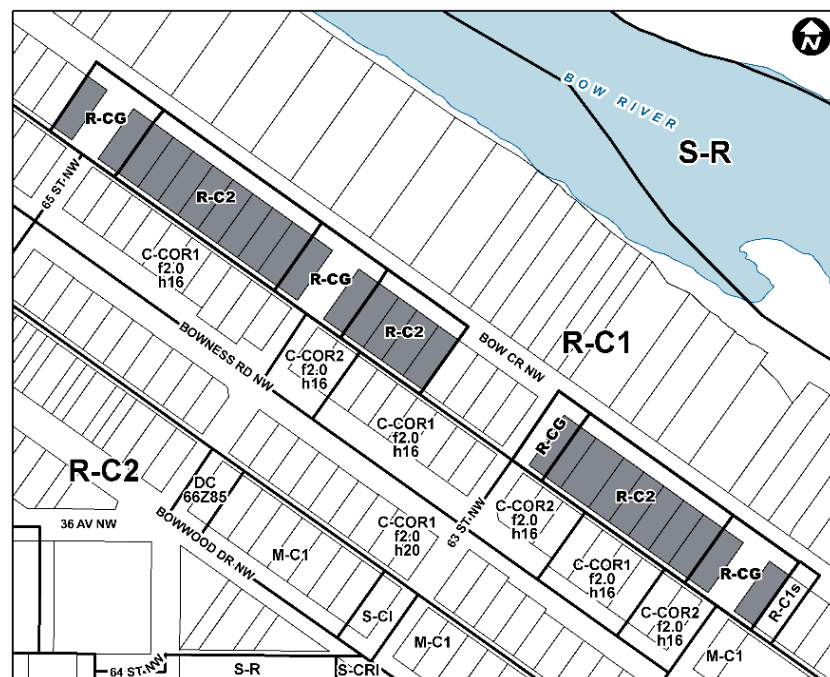 N
BOW RIVER
S-R
R-CG
R-C2
65 ST NW
C-COR1
f2.0
h16
R-CG
R-C2
BOW CR NW
R-C1
BOWNESS RD NW
C-COR2
f2.0
h16
C-COR1
f2.0
h16
R-CG
R-C2
R-C2
DC
66Z85
C-COR1
f2.0
h20
63 ST NW
C-COR2
f2.0
h16
36 AV NW
BOWWOOD DR NW
M-C1
C-COR1
f2.0
h16
R-CG
R-C1s
C-COR2
f2.0
h16
S-CI
M-C1
M-C1
64 ST NW
S-R
S-CRI